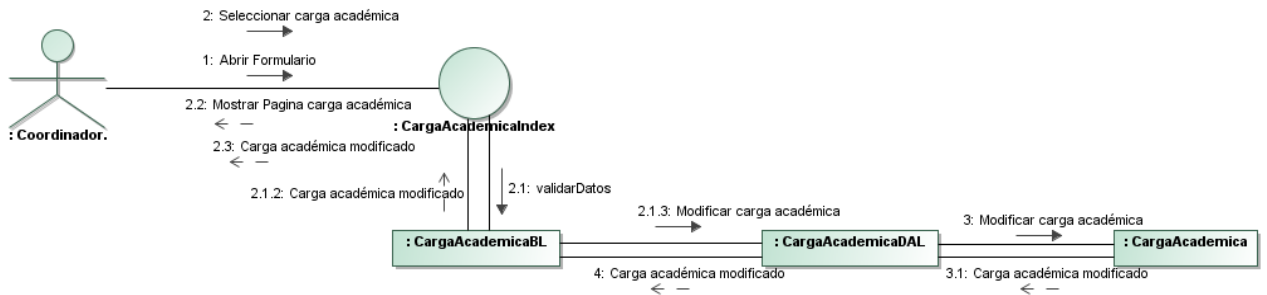 2: Seleccionar carga académica
1: Abrir Formulario
2.2: Mostrar Pagina carga académica
: Coordinador.
: CargaAcademicaIndex
2.3: Carga académica modificado
2.1.2: Carga académica modificado
2.1: validarDatos
2.1.3: Modificar carga académica
3: Modificar carga académica
: CargaAcademicaBL
: CargaAcademicaDAL
: CargaAcademica
4: Carga académica modificado
3.1: Carga académica modificado